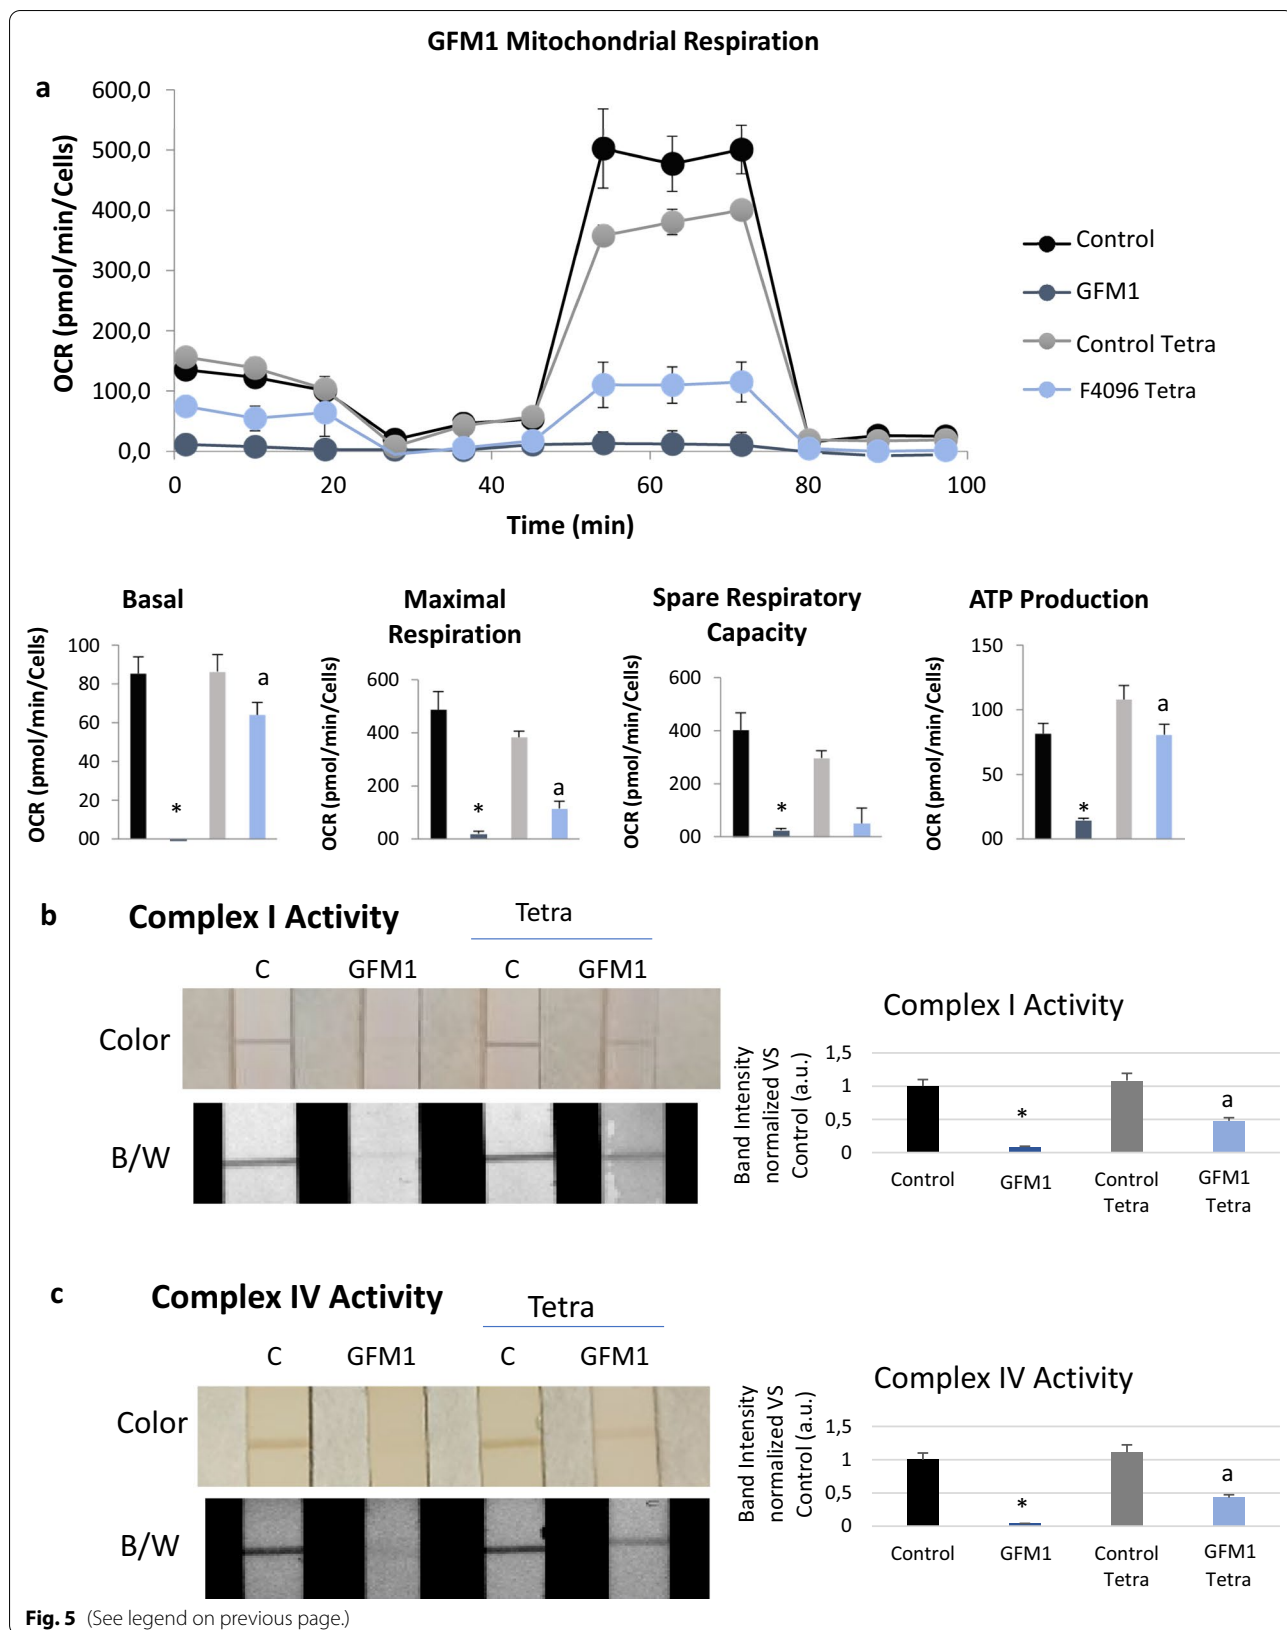 GFM1 Mitochondrial Respiration
a
600,0
500,0
400,0
300,0
200,0
100,0
0,0
OCR (pmol/min/Cells)
0
20
40
60
80
100
Time (min)
Control
GFM1
Control Tetra
F4096 Tetra
Basal
OCR (pmol/min/Cells)
100
80
60
40
20
00
*
a
Maximal
Respiration
OCR (pmol/min/Cells)
600
400
200
00
*
a
Spare Respiratory
Capacity
OCR (pmol/min/Cells)
600
400
200
00
*
ATP Production
OCR (pmol/min/Cells)
150
100
50
00
*
a
b
Complex I Activity
Tetra
C
GFM1
C
GFM1
Color
B/W
Complex I Activity
Band Intensity
normalized VS
Control (a.u.)
1,5
1
0,5
0
*
a
Control
GFM1
Control
Tetra
GFM1
Tetra
c
Complex IV Activity
Tetra
C
GFM1
C
GFM1
Color
B/W
Complex IV Activity
Band Intensity
normalized VS
Control (a.u.)
1,5
1
0,5
0
*
a
Control
GFM1
Control
Tetra
GFM1
Tetra
Fig. 5 (See legend on previous page.)